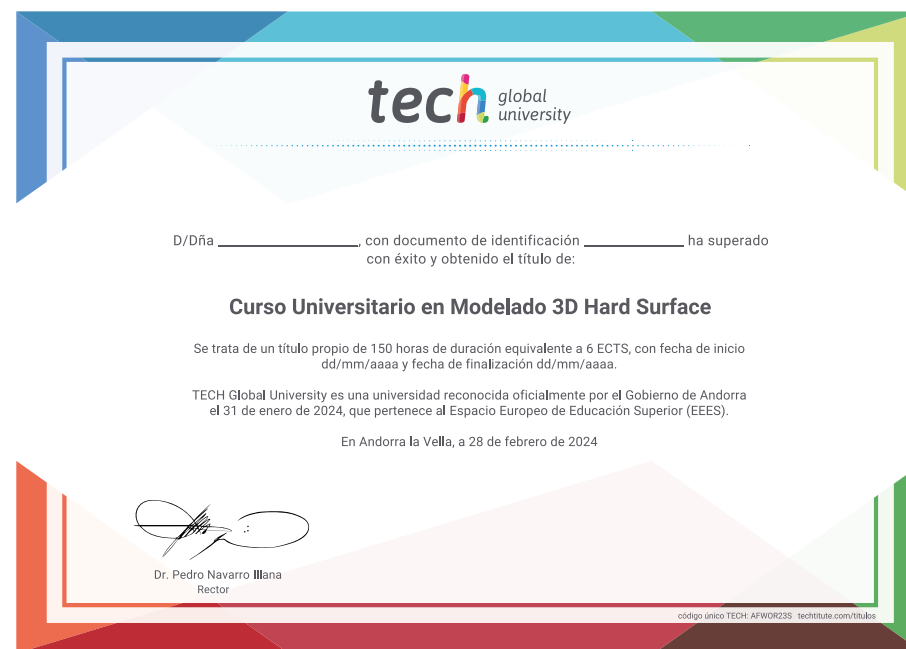 tech global university
D/Dña ____________________, con documento de identificación ______________ ha superado
con éxito y obtenido el título de:
Curso Universitario en Modelado 3D Hard Surface
Se trata de un título propio de 150 horas de duración equivalente a 6 ECTS, con fecha de inicio
dd/mm/aaaa y fecha de finalización dd/mm/aaaa.
TECH Global University es una universidad reconocida oficialmente por el Gobierno de Andorra
el 31 de enero de 2024, que pertenece al Espacio Europeo de Educación Superior (EEES).
En Andorra la Vella, a 28 de febrero de 2024
Dr. Pedro Navarro Illana
Rector
código único TECH: AFWOR23S techtitute.com/titulos